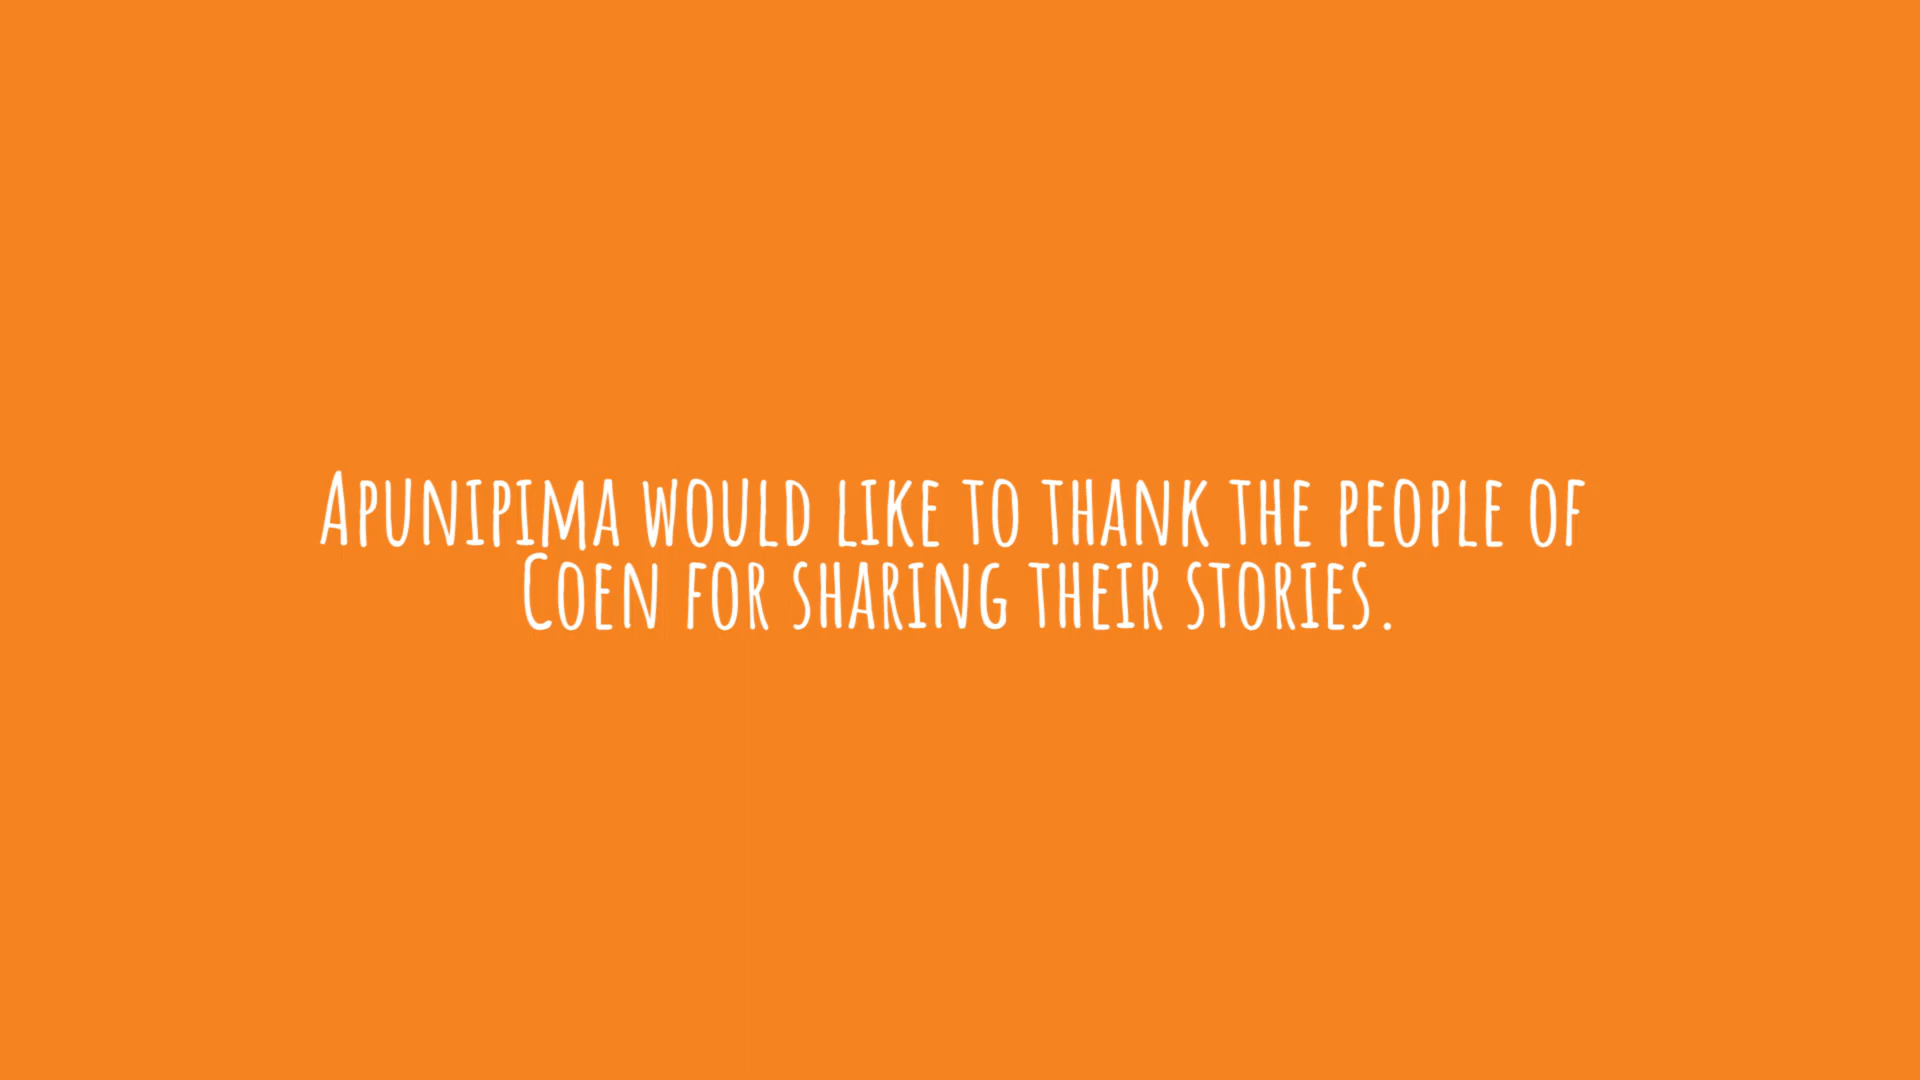 Apunipima would like to thank the people of
Coen for sharing their stories.